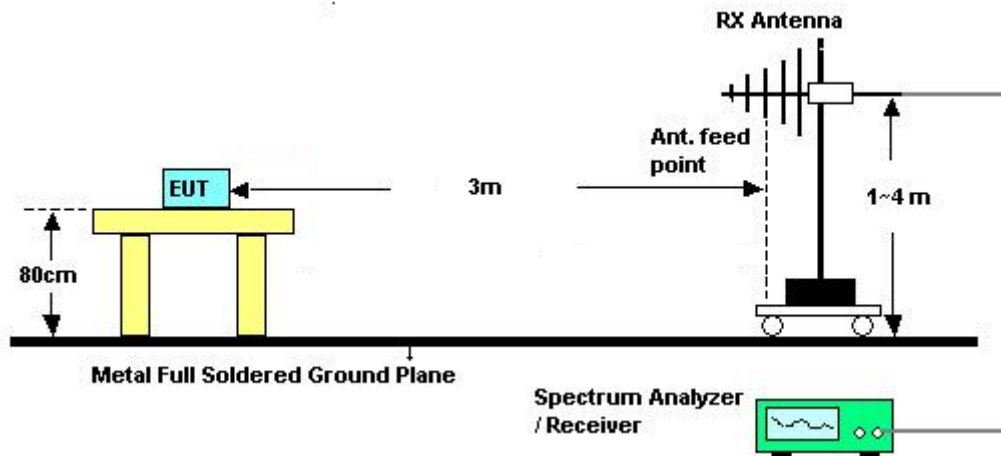 RX Antenna
Ant. feed
point
EUT
3m
1~4 m
80cm
Metal Full Soldered Ground Plane
Spectrum Analyzer
/ Receiver